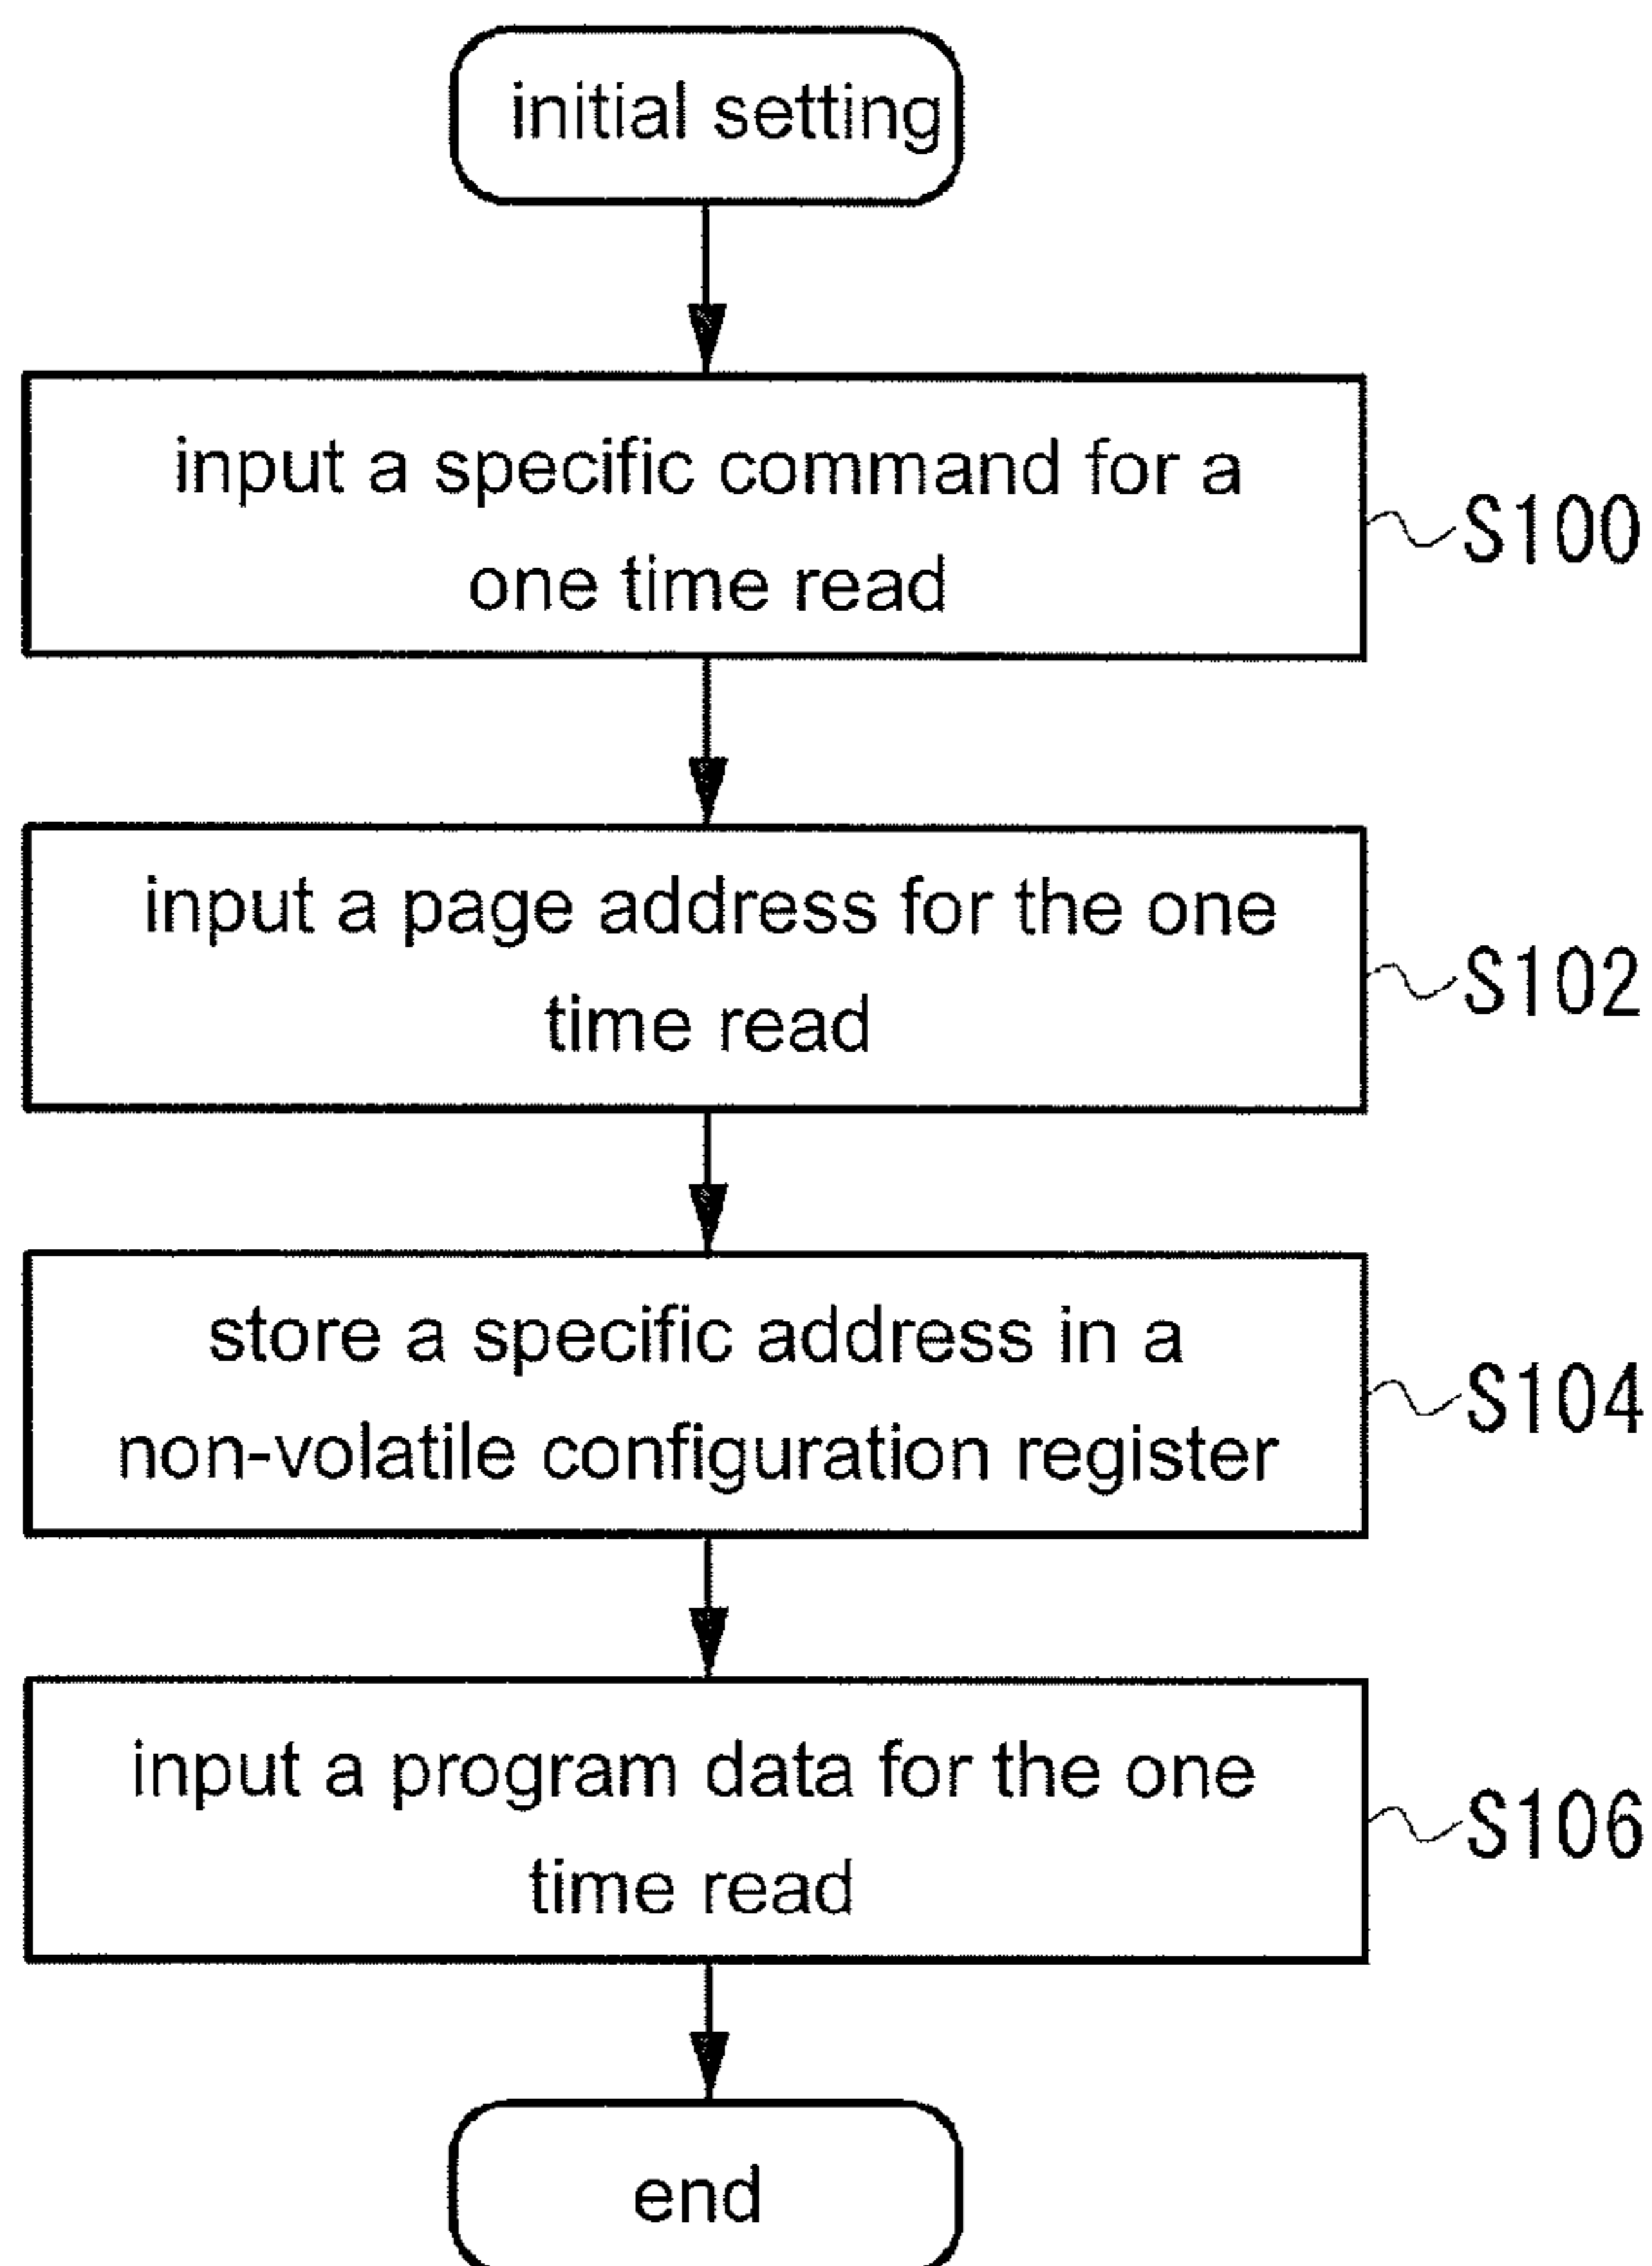 initial setting
input a specific command for a
one time read
S100
input a page address for the one
time read
S102
store a specific address in a
non-volatile configuration register
S104
input a program data for the one
time read
S106
end